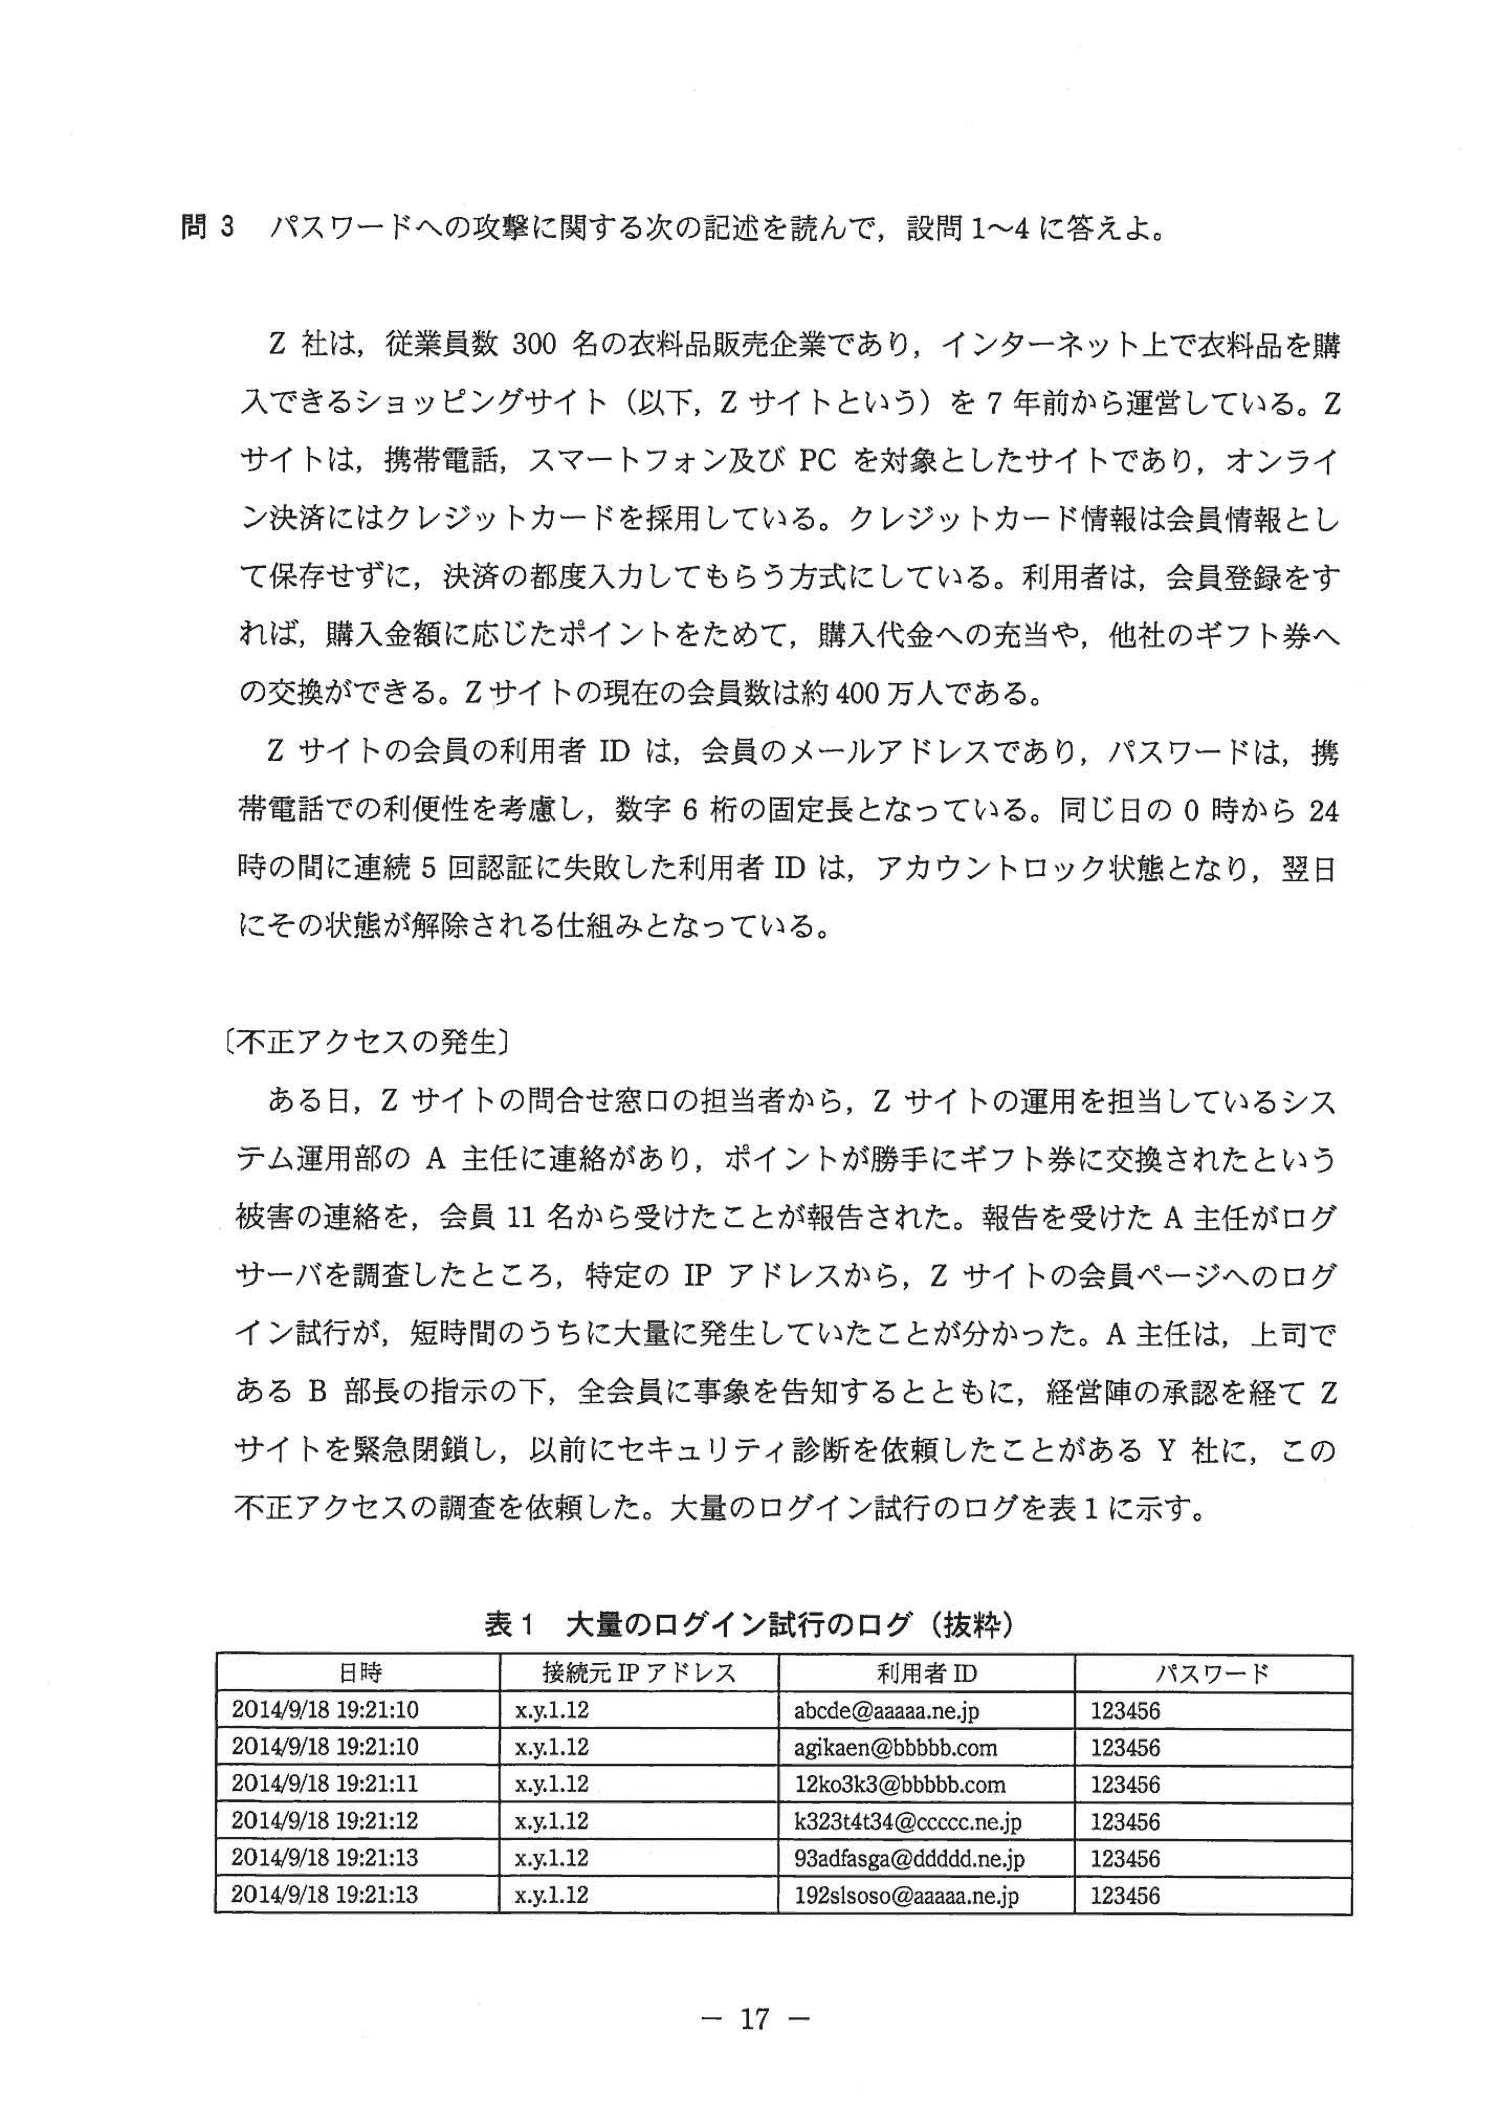 問 3 パスワードへの攻撃に関する次の記述を読んで，設問 1～4 に答えよ。
Z 社は，従業員数 300 名の衣料品販売企業であり，インターネット上で衣料品を購
入できるショッピングサイト（以下，Z サイトという）を 7 年前から運営している。Z
サイトは，携帯電話，スマートフォン及び PC を対象としたサイトであり，オンライ
ン決済にはクレジットカードを採用している。クレジットカード情報は会員情報とし
て保存せずに，決済の都度入力してもらう方式にしている。利用者は，会員登録をす
れば，購入金額に応じたポイントをためて，購入代金への充当や，他社のギフト券へ
の交換ができる。Z サイトの現在の会員数は約 400 万人である。
Z サイトの会員の利用者 ID は，会員のメールアドレスであり，パスワードは，携
帯電話での利便性を考慮し，数字 6 桁の固定長となっている。同じ日の 0 時から 24
時の間に連続 5 回認証に失敗した利用者 ID は，アカウントロック状態となり，翌日
にその状態が解除される仕組みとなっている。
〔不正アクセスの発生〕
ある日，Z サイトの問合せ窓口の担当者から，Z サイトの運用を担当しているシス
テム運用部の A 主任に連絡があり，ポイントが勝手にギフト券に交換されたという
被害の連絡を，会員 11 名から受けたことが報告された。報告を受けた A 主任がログ
サーバを調査したところ，特定の IP アドレスから，Z サイトの会員ページへのログ
イン試行が，短時間のうちに大量に発生していたことが分かった。A 主任は，上司で
ある B 部長の指示の下，全会員に事象を告知するとともに，経営陣の承認を経て Z
サイトを緊急閉鎖し，以前にセキュリティ診断を依頼したことがある Y 社に，この
不正アクセスの調査を依頼した。大量のログイン試行のログを表 1 に示す。
表 1 大量のログイン試行のログ（抜粋）
日時 接続元 IP アドレス 利用者 ID パスワード
2014/9/18 19:21:10 x.y.1.12 abcde@aaaaa.ne.jp 123456
2014/9/18 19:21:10 x.y.1.12 agikaen@bbbbb.com 123456
2014/9/18 19:21:11 x.y.1.12 12ko3k3@bbbbb.com 123456
2014/9/18 19:21:12 x.y.1.12 k323t4t34@ccccc.ne.jp 123456
2014/9/18 19:21:13 x.y.1.12 93adfasga@ddddd.ne.jp 123456
2014/9/18 19:21:13 x.y.1.12 192slsoso@aaaaa.ne.jp 123456
－ 17 －